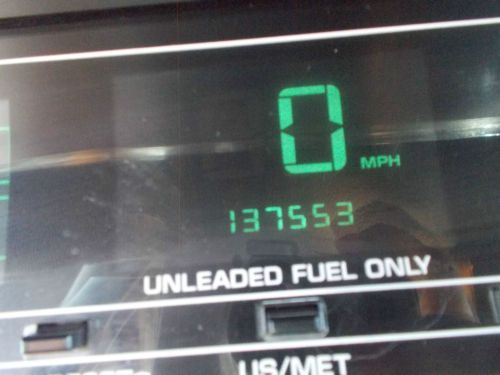 0 MPH
137553
UNLEADED FUEL ONLY
US/MET